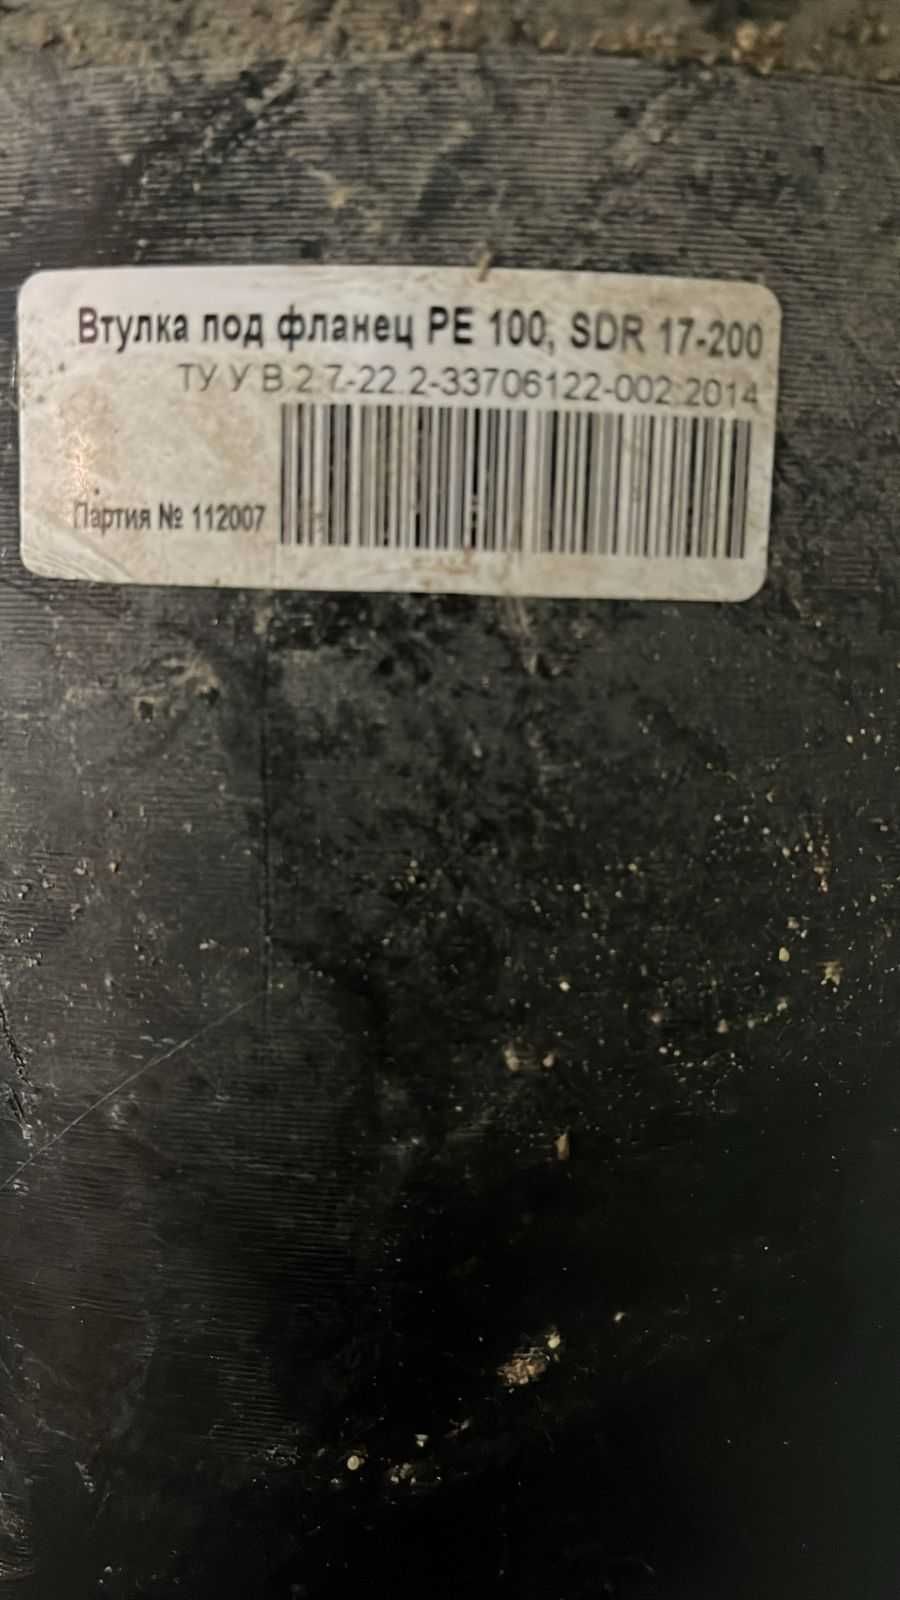 Втулка под фланец PE 100, SDR 17-200
ТУ У В.2.7-22.2-33706122-002:2014
Партия № 112007